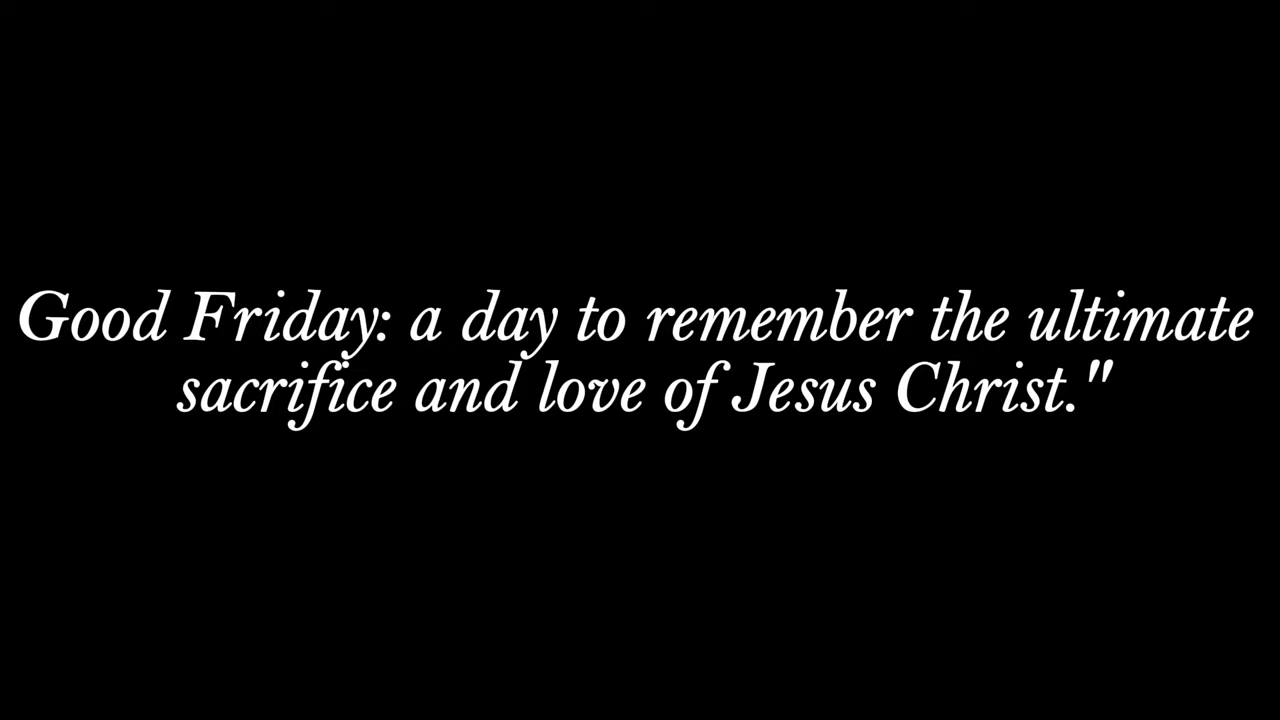 Good Friday: a day to remember the ultimate
sacrifice and love of Jesus Christ."